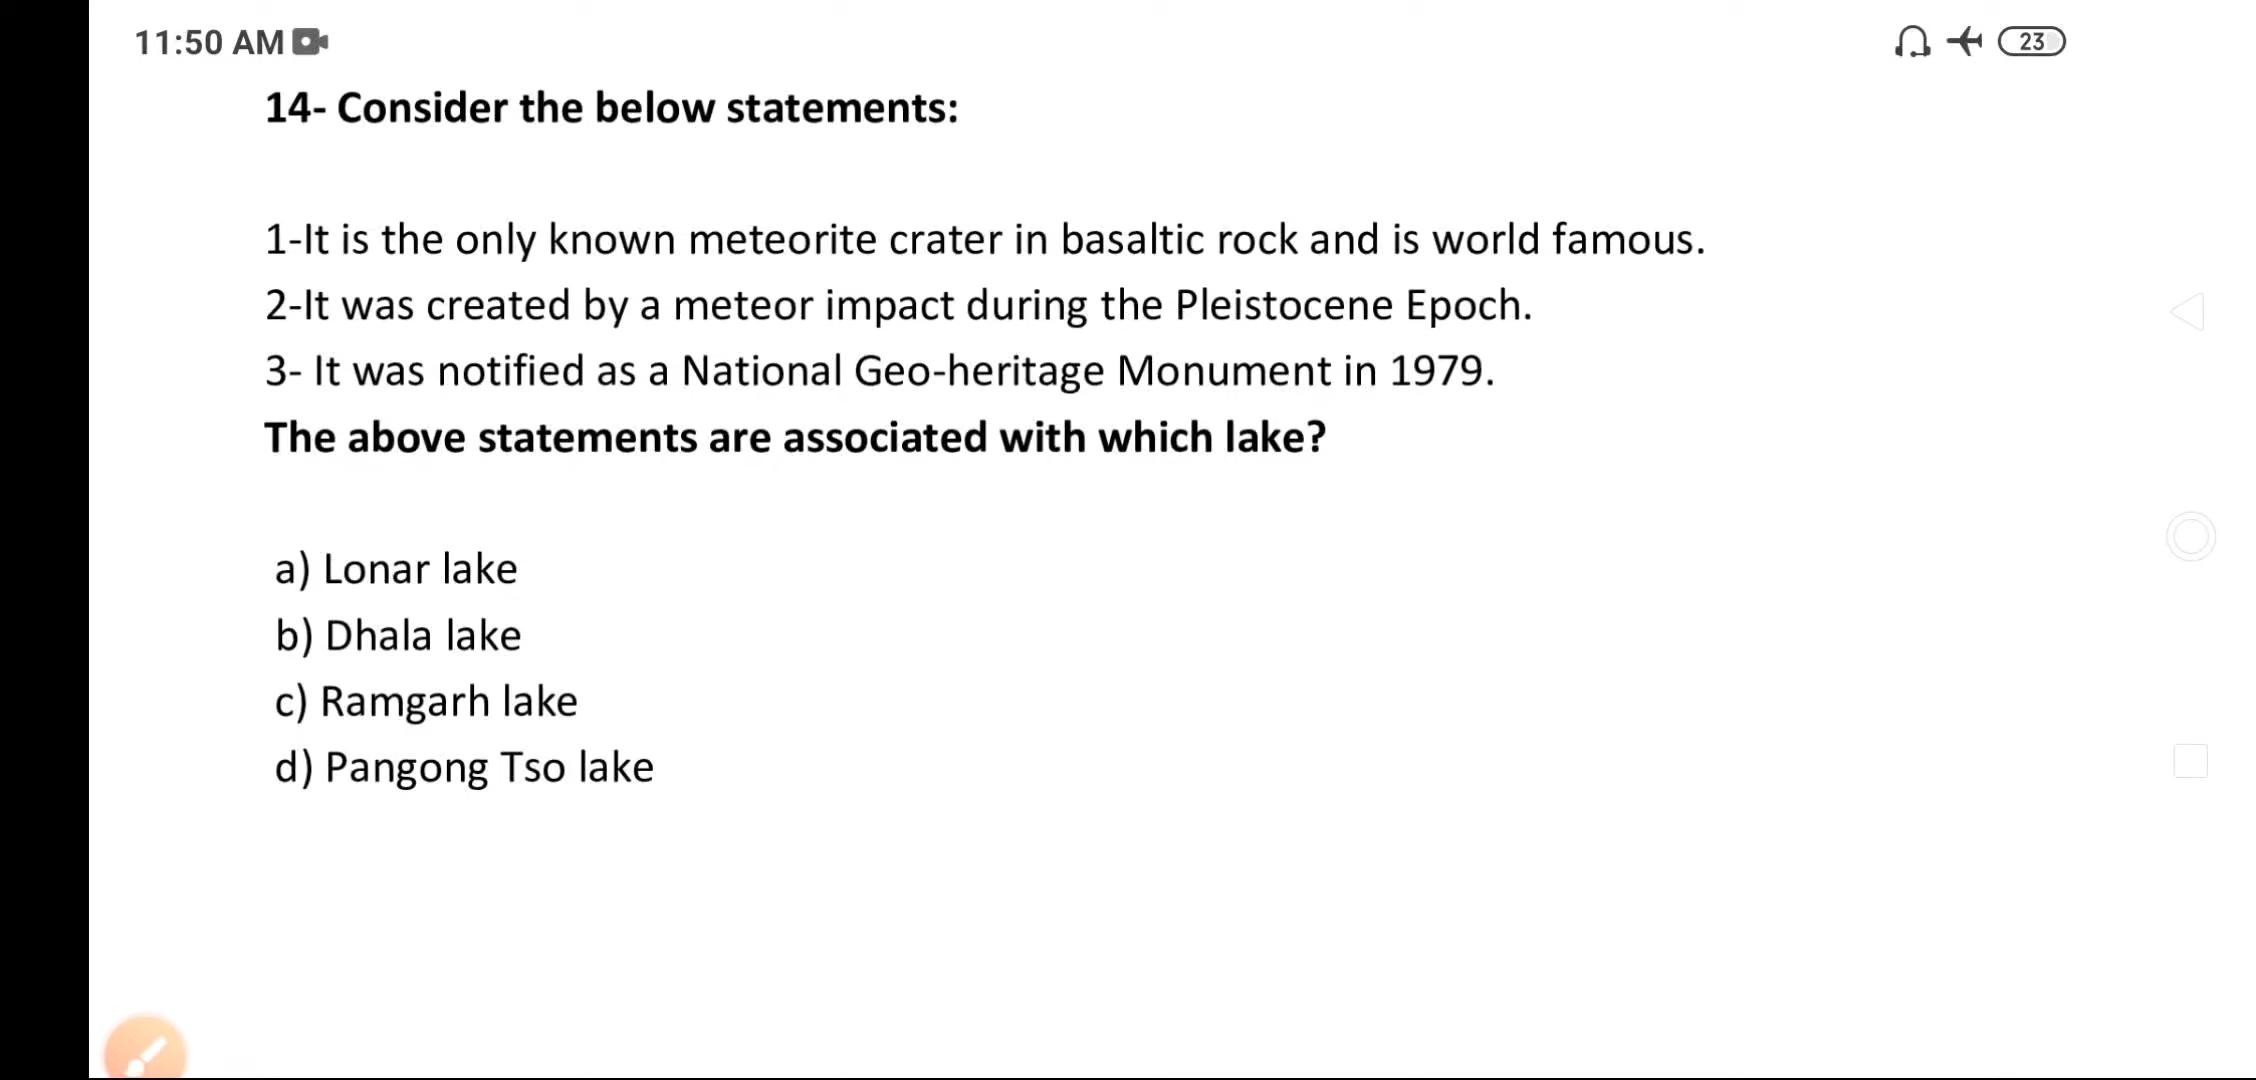 11:50 AM
23
14- Consider the below statements:
1-It is the only known meteorite crater in basaltic rock and is world famous.
2-It was created by a meteor impact during the Pleistocene Epoch.
3- It was notified as a National Geo-heritage Monument in 1979.
The above statements are associated with which lake?
a) Lonar lake
b) Dhala lake
c) Ramgarh lake
d) Pangong Tso lake